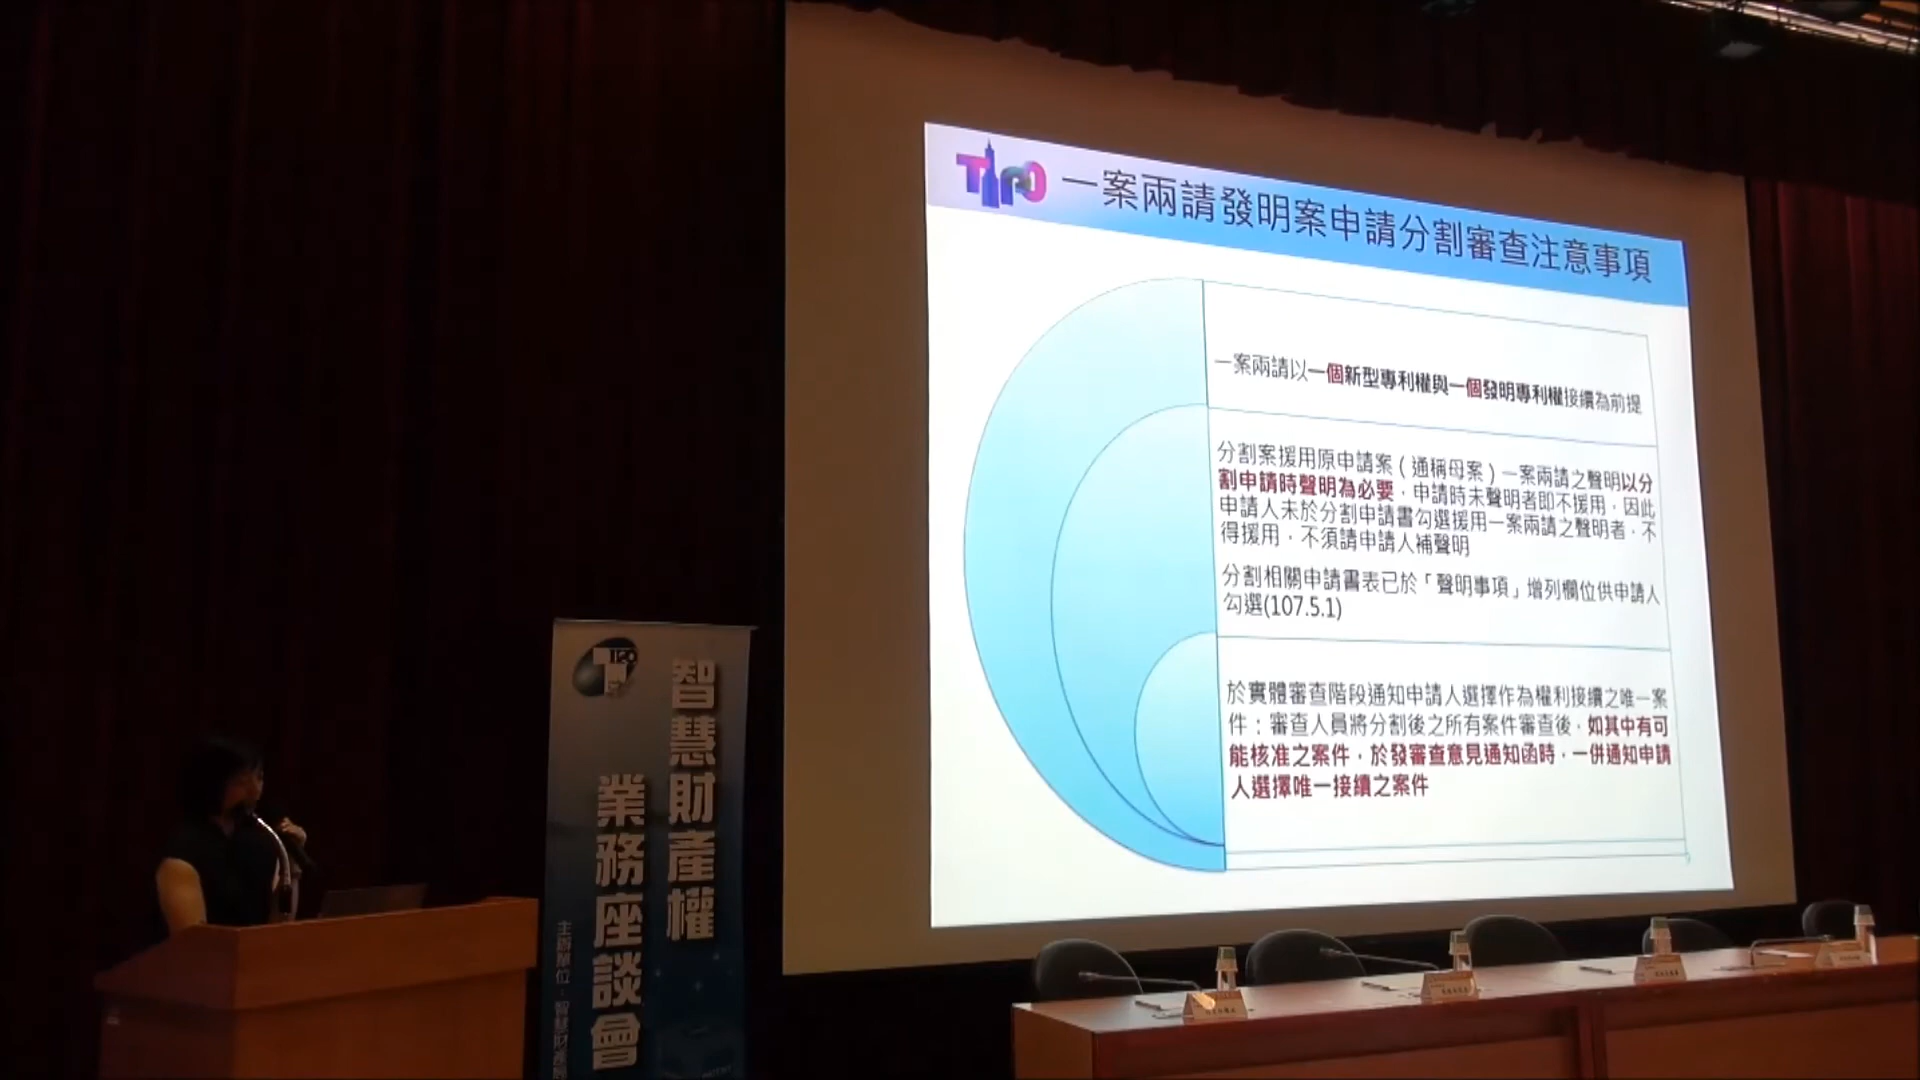 TIPO
一案兩請發明案申請分割審查注意事項
一案兩請以一個新型專利權與一個發明專利權接續為前提
分割案援用原申請案（通稱母案）一案兩請之聲明以分
割申請時聲明為必要，申請時未聲明者即不援用，因此
申請人未於分割申請書勾選援用一案兩請之聲明者，不
得援用，不須請申請人補聲明
分割相關申請書表已於「聲明事項」增列欄位供申請人
勾選(107.5.1)
於實體審查階段通知申請人選擇作為權利接續之唯一案
件：審查人員將分割後之所有案件審查後，如其中有可
能核准之案件，於發審查意見通知函時，一併通知申請
人選擇唯一接續之案件
TIPO
智慧財產權
業務座談會
主辦單位：智慧財產